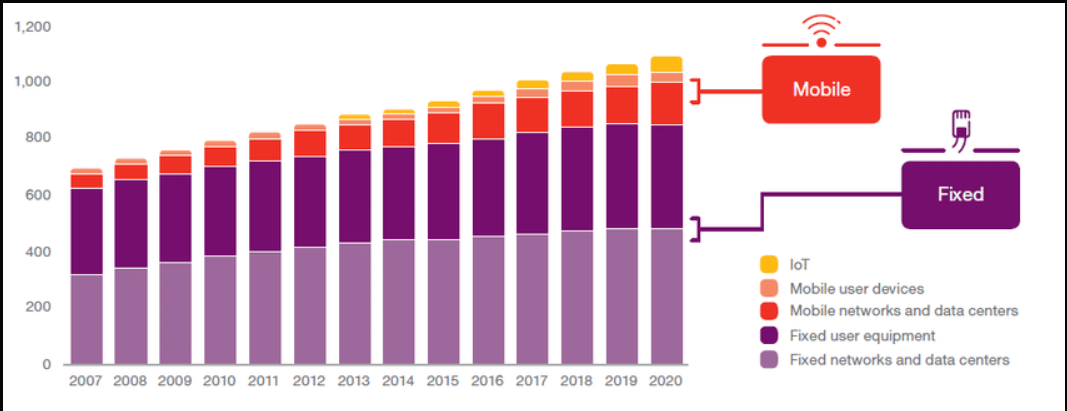 1,200
1,000
800
600
400
200
0
2007 2008 2009 2010 2011 2012 2013 2014 2015 2016 2017 2018 2019 2020
Mobile
Fixed
IoT
Mobile user devices
Mobile networks and data centers
Fixed user equipment
Fixed networks and data centers